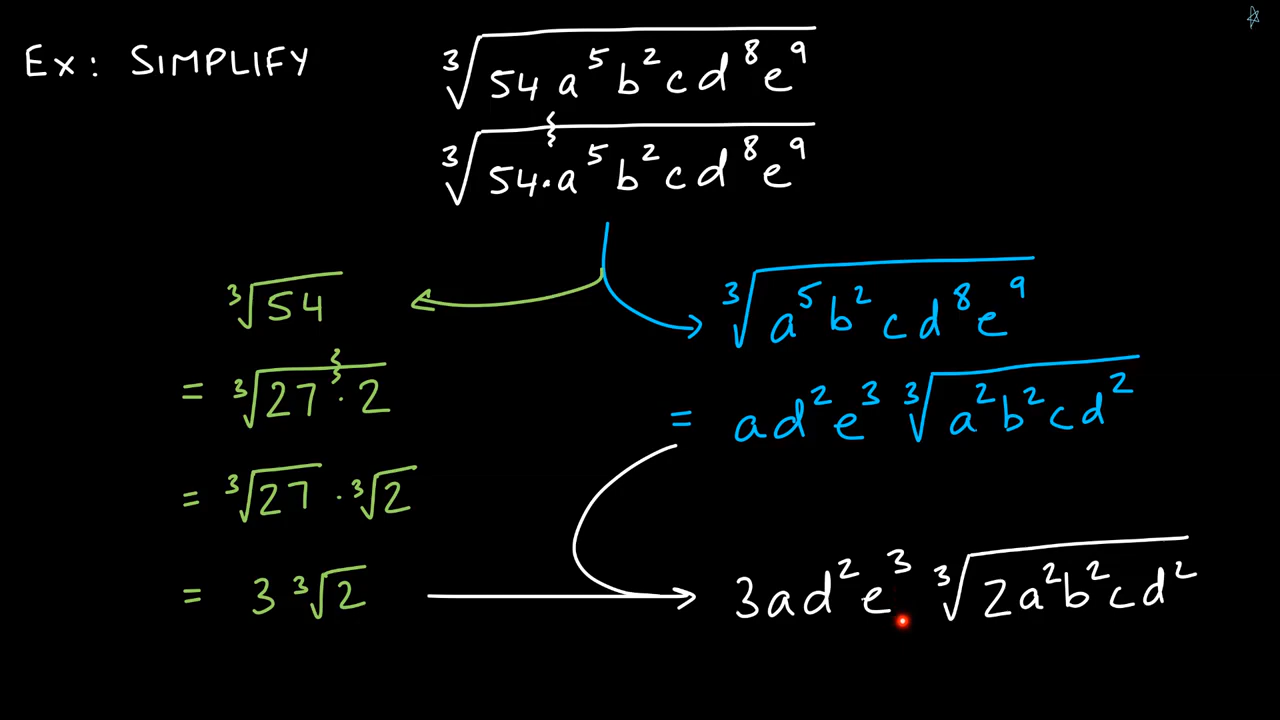 Ex: SIMPLIFY
∛(54a⁵b²cd⁸e⁹)
∛(54·a⁵b²cd⁸e⁹)
∛54
= ∛(27·2)
= ∛27 · ∛2
= 3 ∛2
∛(a⁵b²cd⁸e⁹)
= ad²e³ ∛(a²b²cd²)
3ad²e³ ∛(2a²b²cd²)